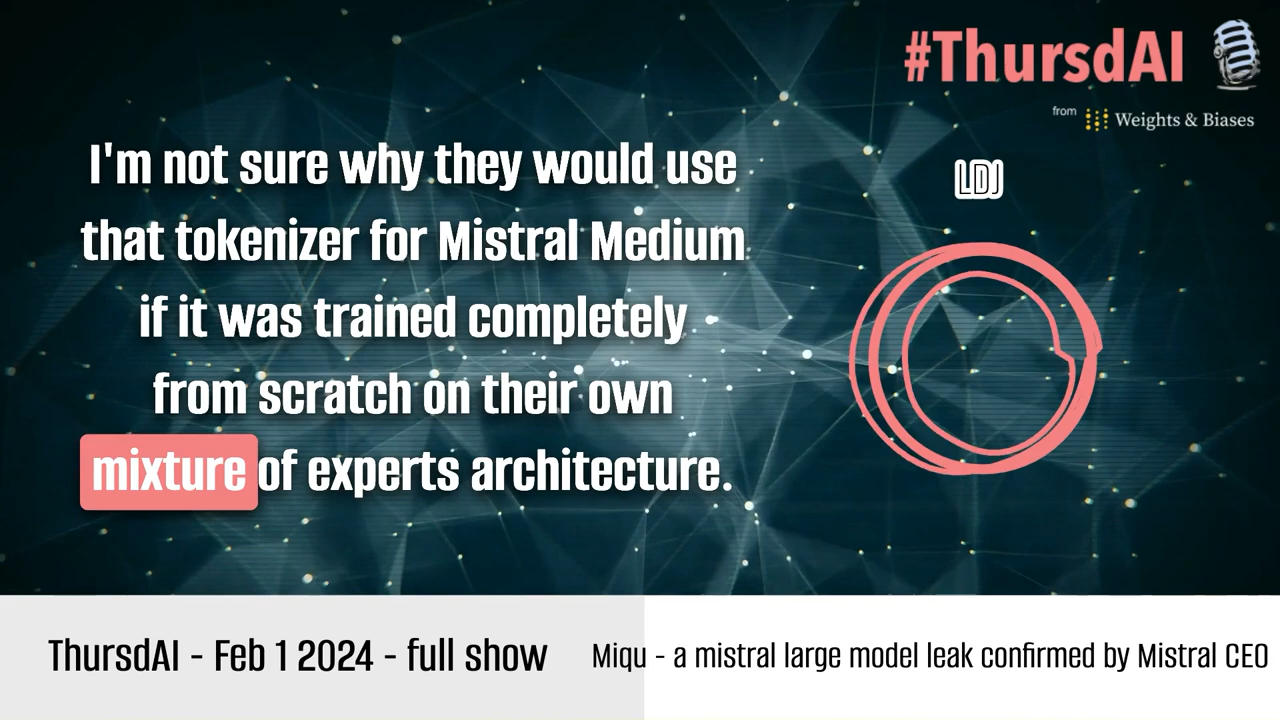 #ThursdAI
from Weights & Biases
LDJ
I'm not sure why they would use
that tokenizer for Mistral Medium
if it was trained completely
from scratch on their own
mixture of experts architecture.
ThursdAI - Feb 1 2024 - full show
Miqu - a mistral large model leak confirmed by Mistral CEO